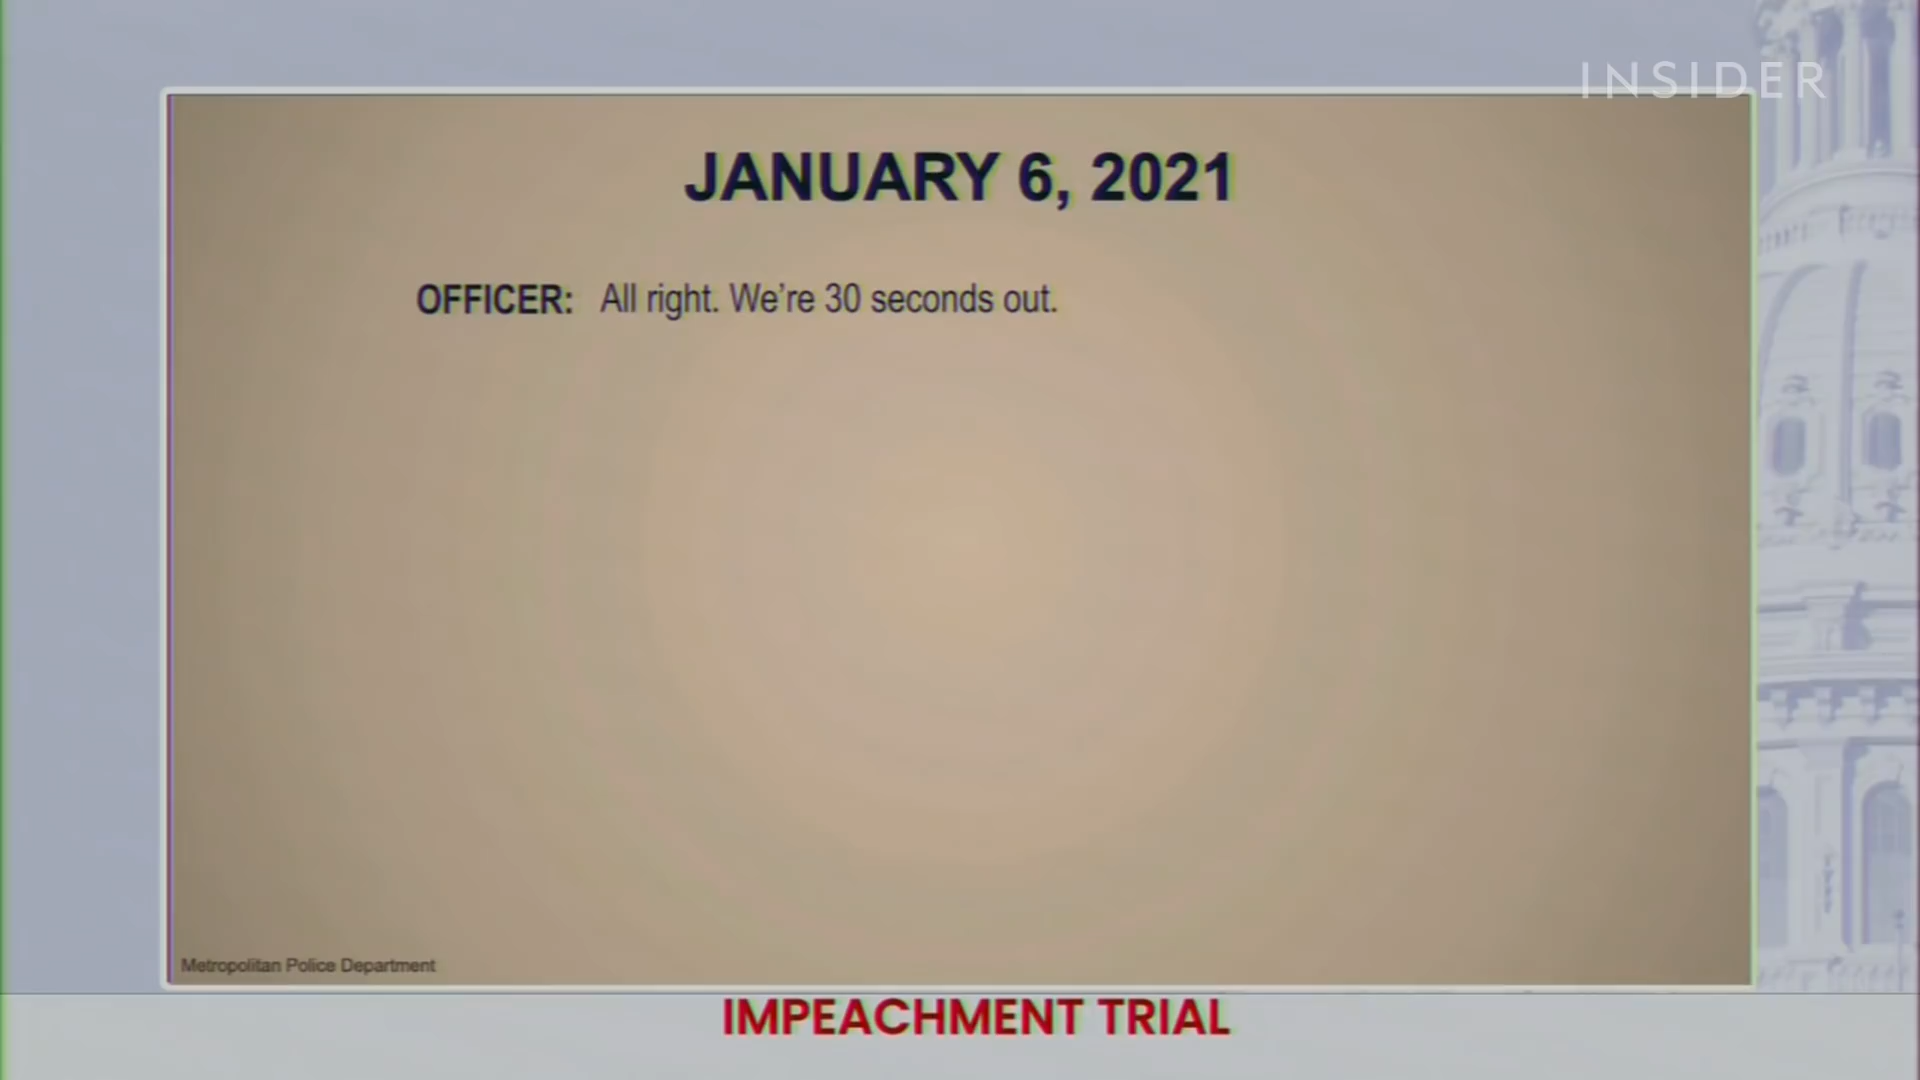 INSIDER
JANUARY 6, 2021
OFFICER: All right. We're 30 seconds out.
Metropolitan Police Department
IMPEACHMENT TRIAL